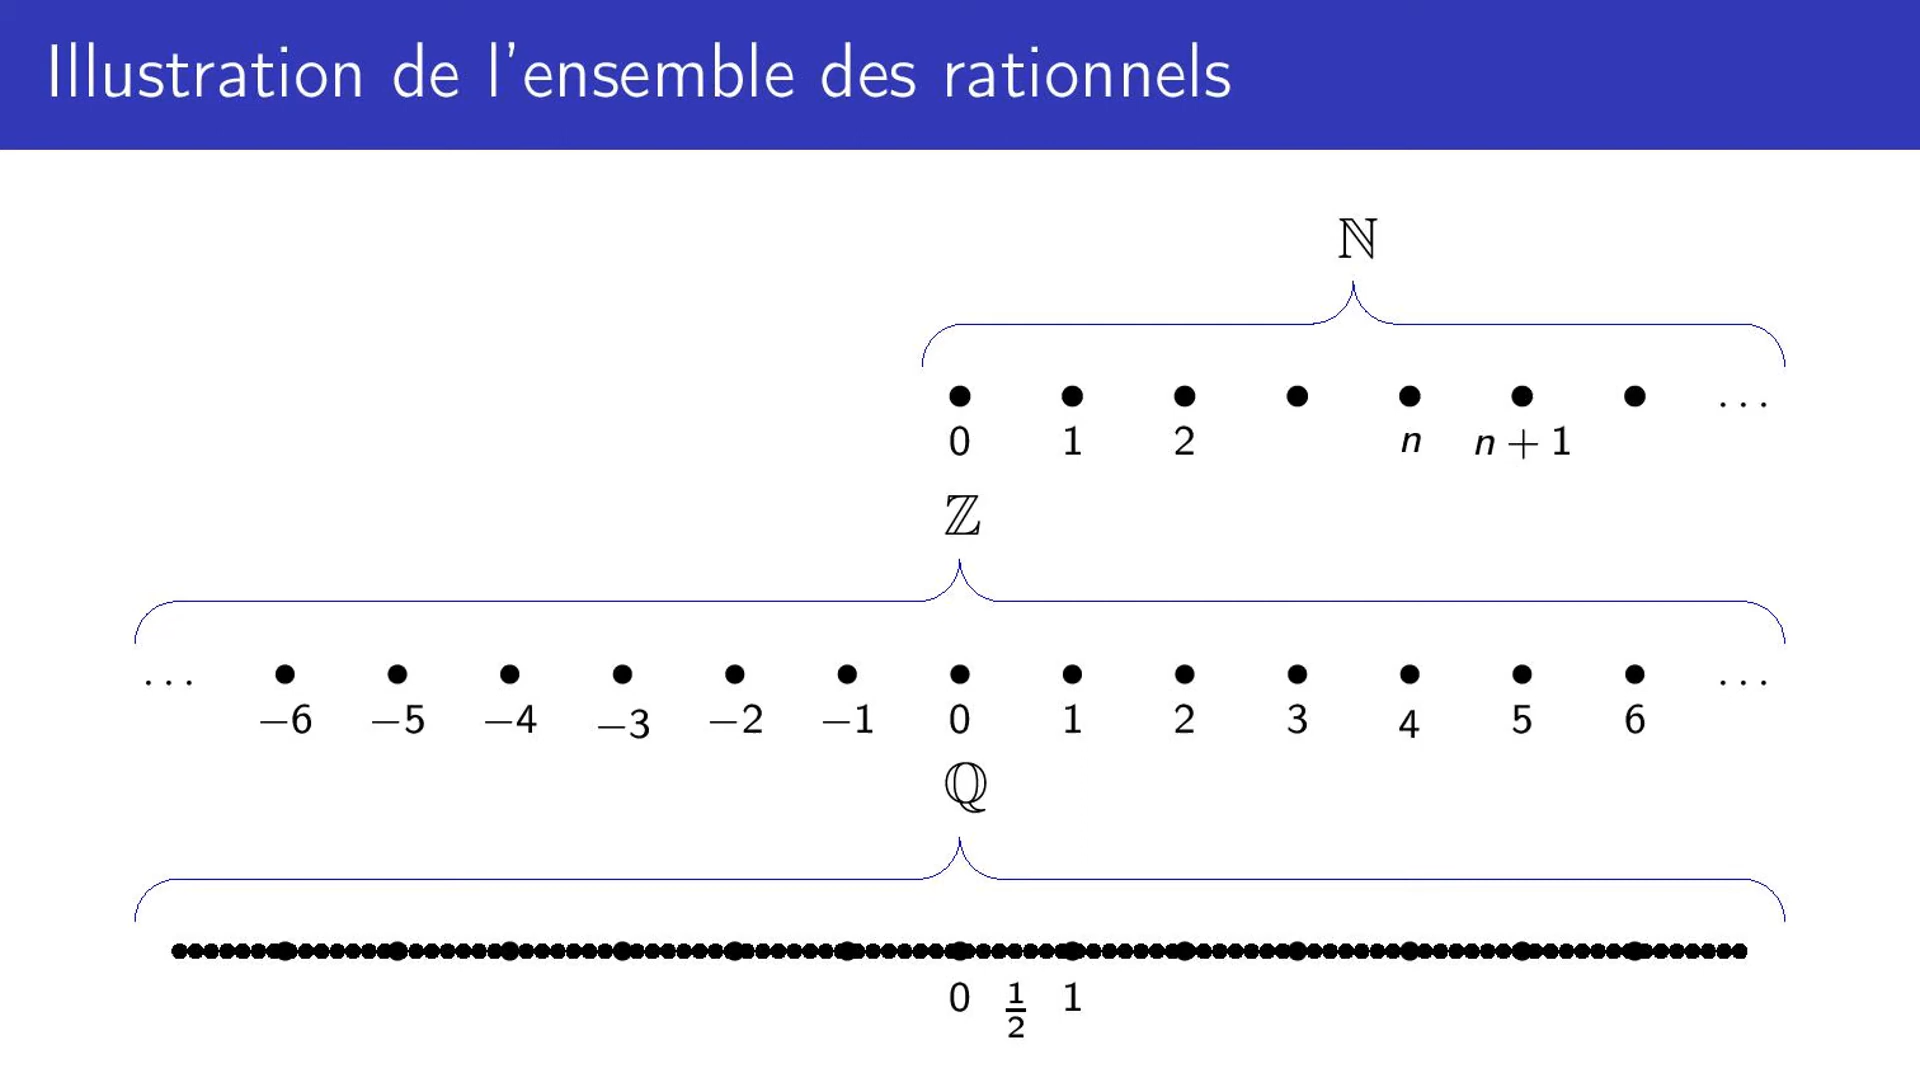 Illustration de l'ensemble des rationnels
ℕ
0 1 2 n n + 1 ...
ℤ
... −6 −5 −4 −3 −2 −1 0 1 2 3 4 5 6 ...
ℚ
0 1/2 1